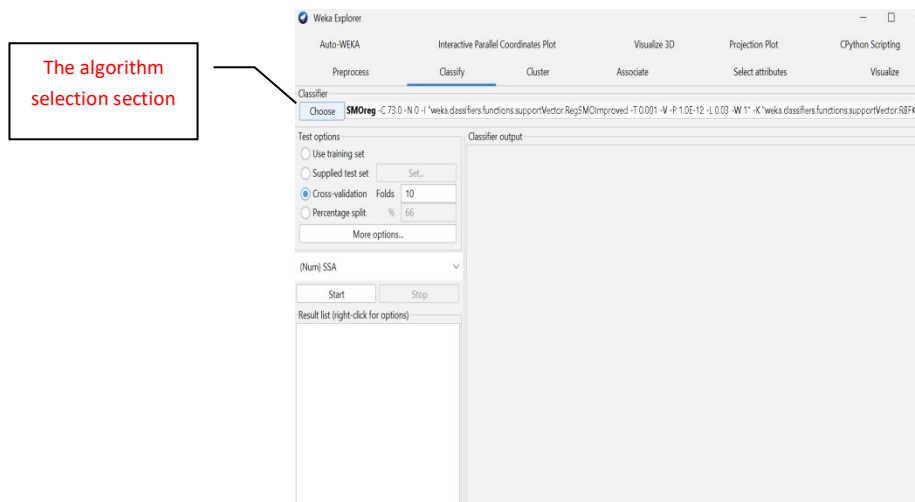 Weka Explorer
Auto-WEKA Interactive Parallel Coordinates Plot Visualize 3D Projection Plot CPython Scripting
Preprocess Classify Cluster Associate Select attributes Visualize
The algorithm
selection section
Classifier
Choose SMOreg -C 73.0 -N 0 -I "weka.classifiers.functions.supportVector.RegSMOImproved -T 0.001 -V -P 1.0E-12 -L 0.03 -W 1" -K "weka.classifiers.functions.supportVector.RBFK
Test options
Classifier output
Use training set
Supplied test set Set...
Cross-validation Folds 10
Percentage split % 66
More options...
(Num) SSA
Start Stop
Result list (right-click for options)